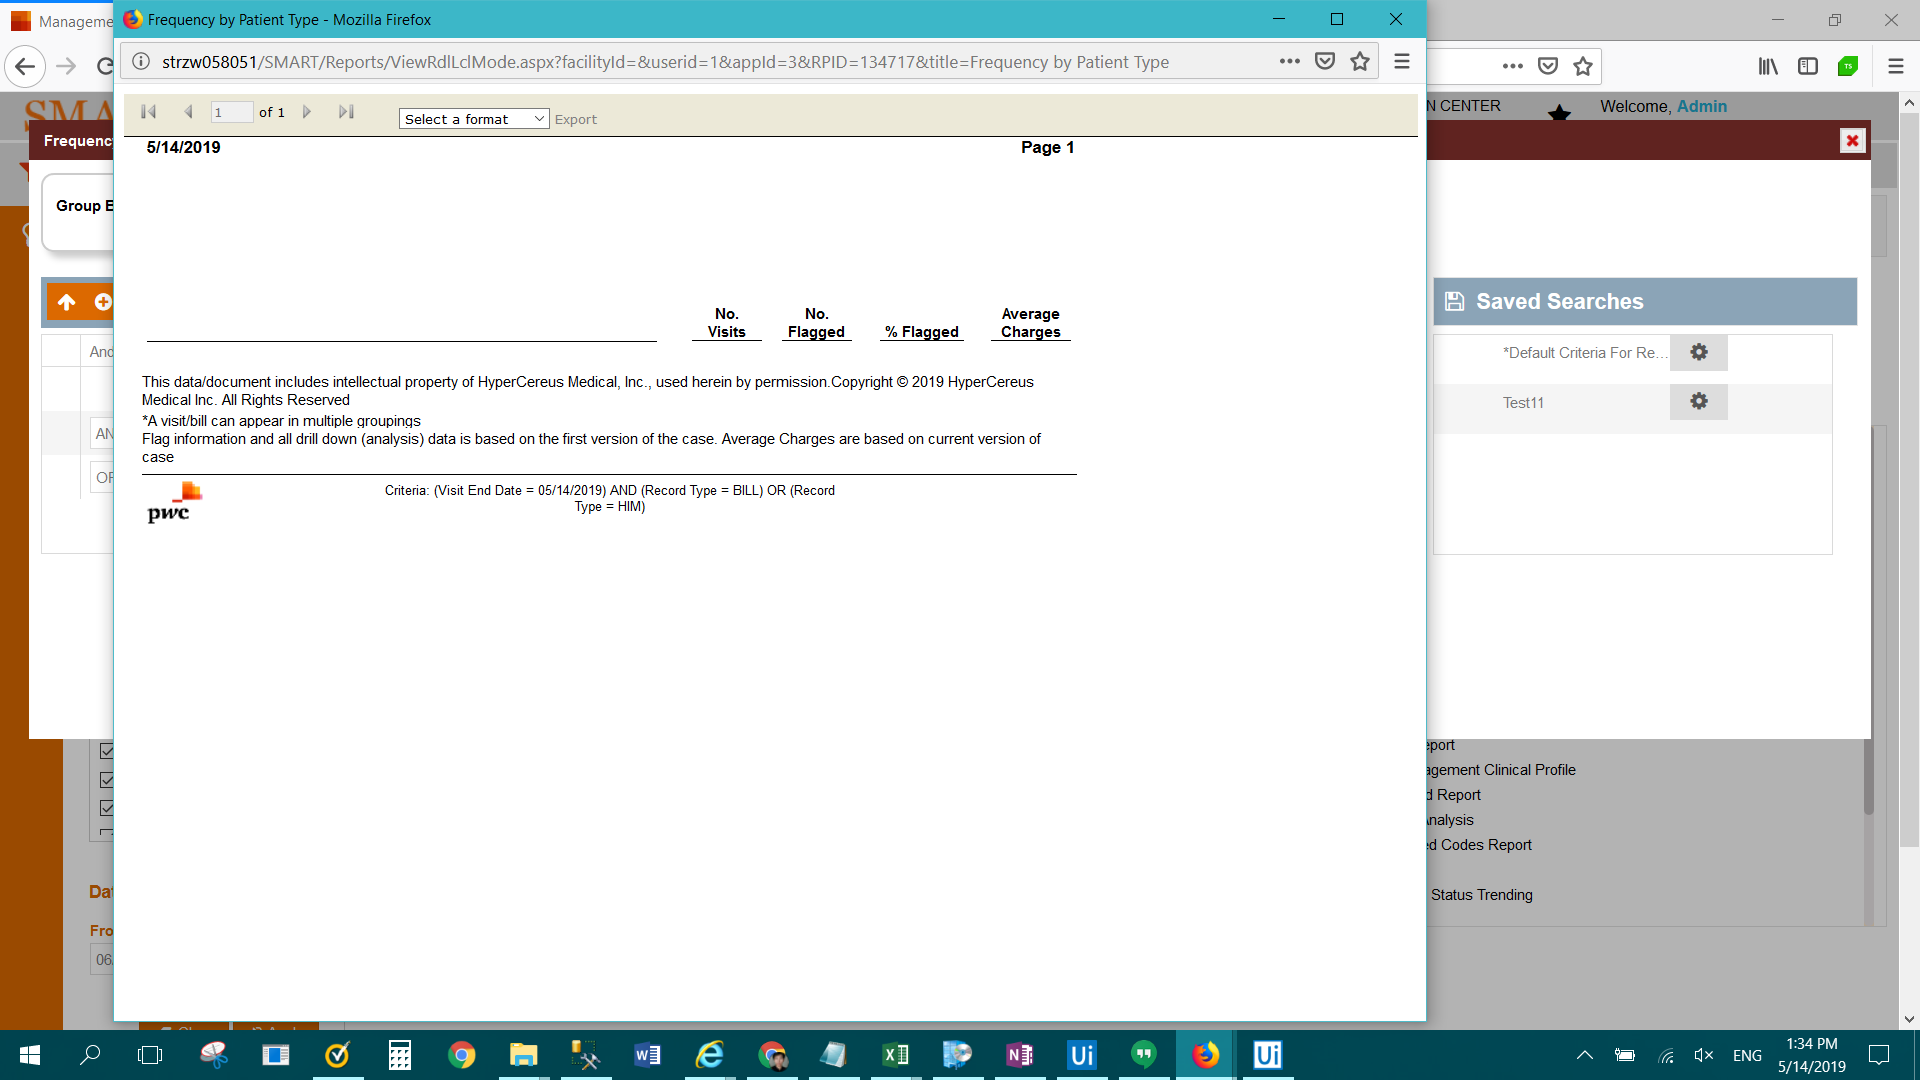 Manageme
Frequency by Patient Type - Mozilla Firefox
strzw058051/SMART/Reports/ViewRdlLclMode.aspx?facilityId=&userid=1&appId=3&RPID=134717&title=Frequency by Patient Type
SMA
N CENTER
Welcome, Admin
1 of 1
Select a format
Export
Frequenc
5/14/2019
Page 1
Group E
Saved Searches
No. Visits
No. Flagged
% Flagged
Average Charges
And
*Default Criteria For Re...
Test11
This data/document includes intellectual property of HyperCereus Medical, Inc., used herein by permission.Copyright © 2019 HyperCereus
Medical Inc. All Rights Reserved
*A visit/bill can appear in multiple groupings
Flag information and all drill down (analysis) data is based on the first version of the case. Average Charges are based on current version of
case
AN
OR
pwc
Criteria: (Visit End Date = 05/14/2019) AND (Record Type = BILL) OR (Record
Type = HIM)
eport
agement Clinical Profile
d Report
Analysis
ed Codes Report
Status Trending
Dat
Fro
06
ENG
1:34 PM
5/14/2019